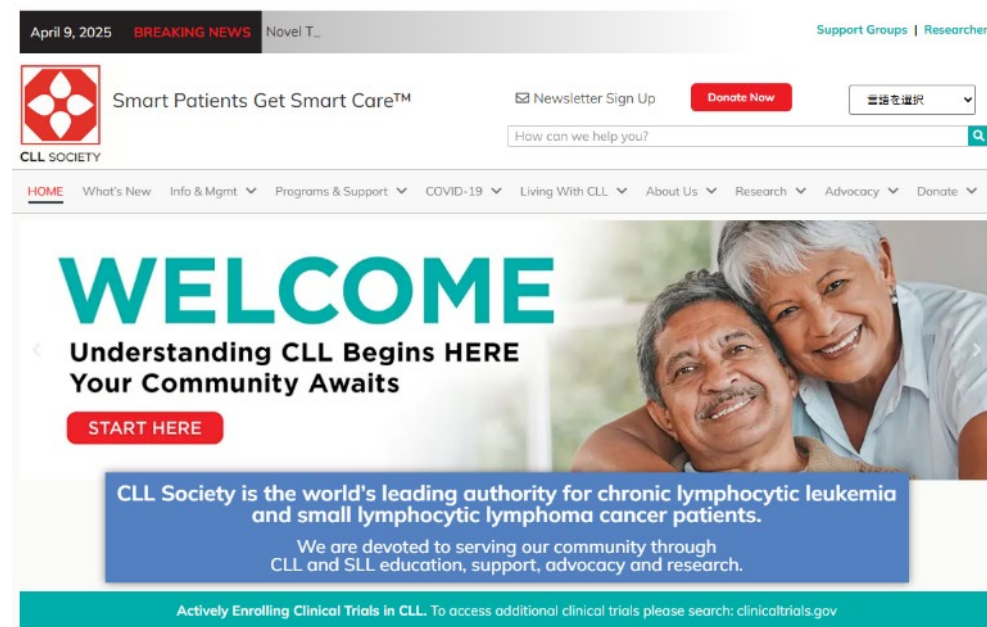 April 9, 2025 BREAKING NEWS Novel T_
Support Groups | Researcher
Smart Patients Get Smart Care™
Newsletter Sign Up
Donate Now
言語を選択
How can we help you?
CLL SOCIETY
HOME What's New Info & Mgmt Programs & Support COVID-19 Living With CLL About Us Research Advocacy Donate
WELCOME
Understanding CLL Begins HERE
Your Community Awaits
START HERE
CLL Society is the world's leading authority for chronic lymphocytic leukemia
and small lymphocytic lymphoma cancer patients.
We are devoted to serving our community through
CLL and SLL education, support, advocacy and research.
Actively Enrolling Clinical Trials in CLL. To access additional clinical trials please search: clinicaltrials.gov